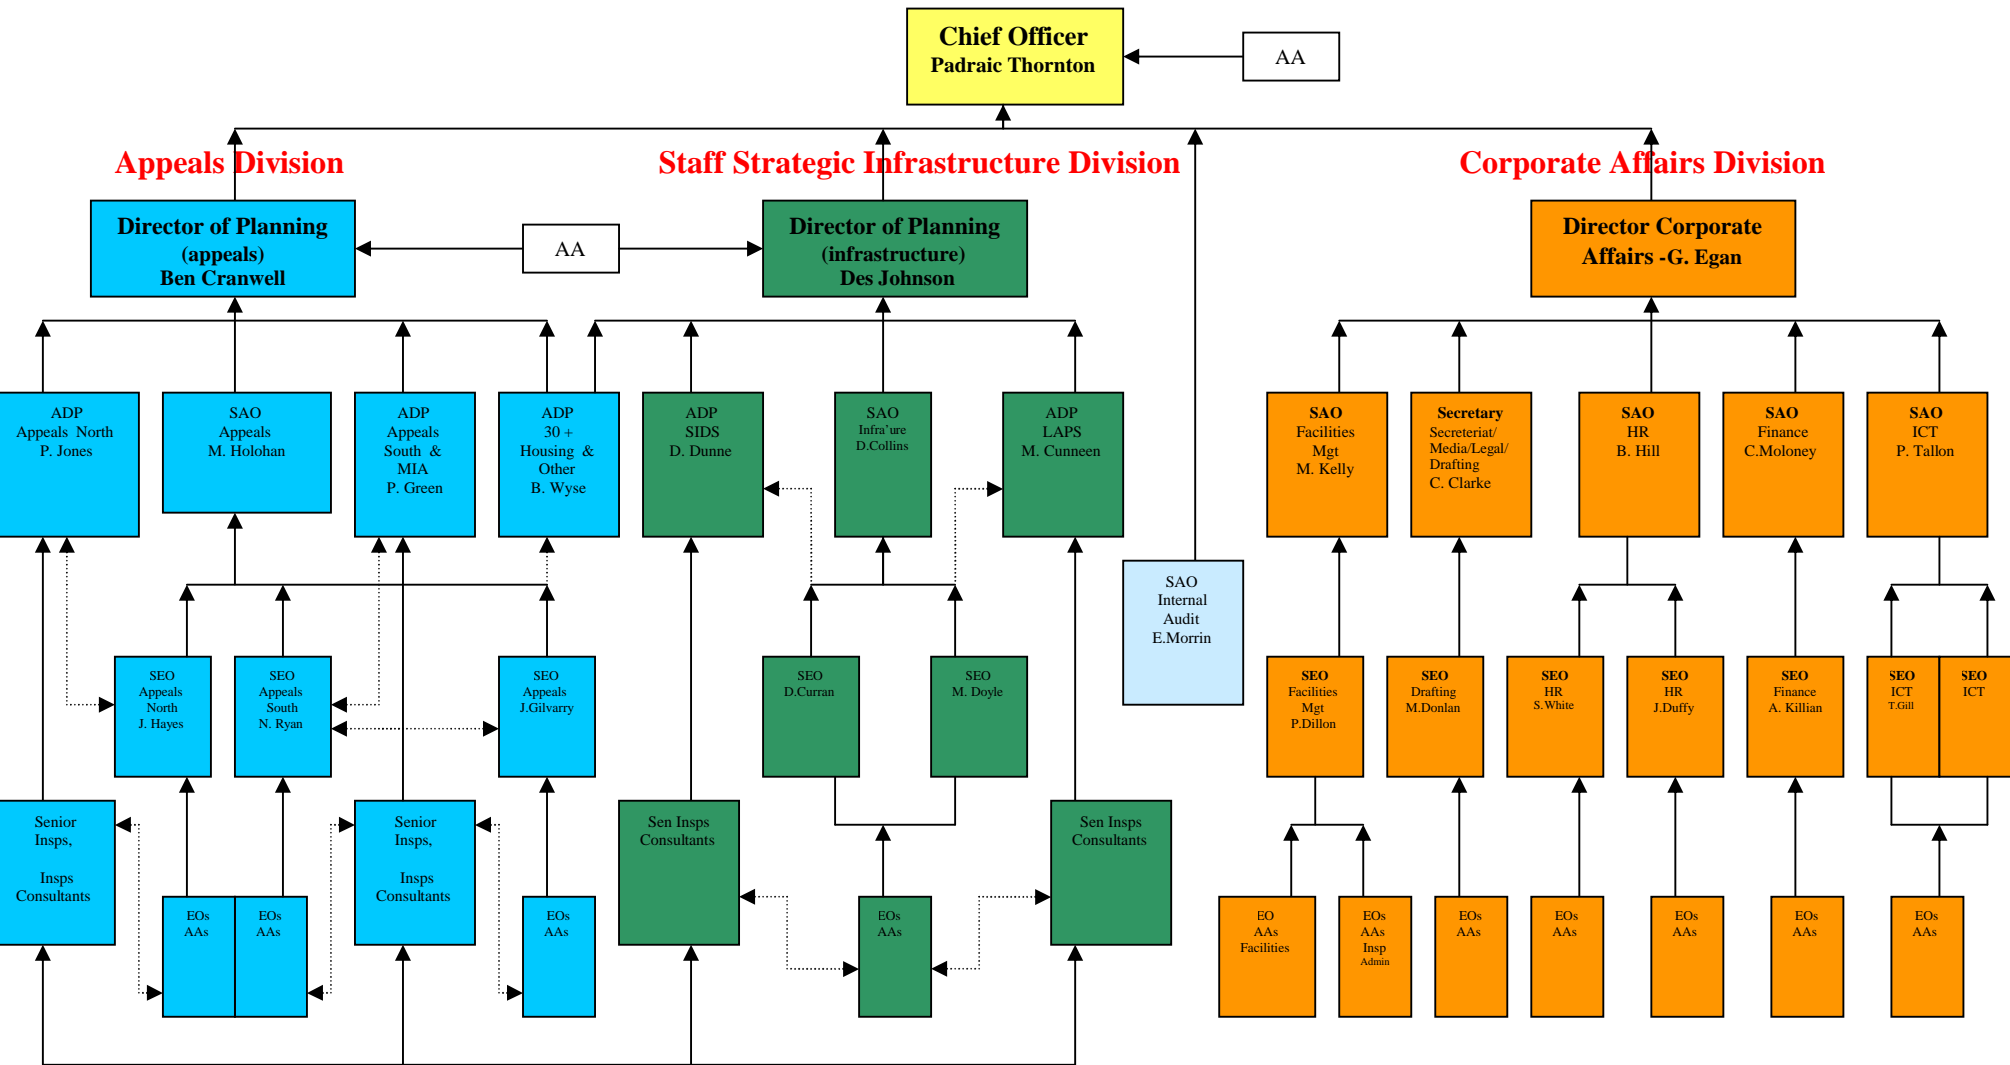 Chief Officer
Padraic Thornton
AA
Appeals Division
Staff Strategic Infrastructure Division
Corporate Affairs Division
Director of Planning
(appeals)
Ben Cranwell
AA
Director of Planning
(infrastructure)
Des Johnson
Director Corporate
Affairs -G. Egan
ADP
Appeals North
P. Jones
SAO
Appeals
M. Holohan
ADP
Appeals
South &
MIA
P. Green
ADP
30 +
Housing &
Other
B. Wyse
ADP
SIDS
D. Dunne
SAO
Infra'ure
D.Collins
ADP
LAPS
M. Cunneen
SAO
Facilities
Mgt
M. Kelly
Secretary
Secreteriat/
Media/Legal/
Drafting
C. Clarke
SAO
HR
B. Hill
SAO
Finance
C.Moloney
SAO
ICT
P. Tallon
SAO
Internal
Audit
E.Morrin
SEO
Appeals
North
J. Hayes
SEO
Appeals
South
N. Ryan
SEO
Appeals
J.Gilvarry
SEO
D.Curran
SEO
M. Doyle
SEO
Facilities
Mgt
P.Dillon
SEO
Drafting
M.Donlan
SEO
HR
S.White
SEO
HR
J.Duffy
SEO
Finance
A. Killian
SEO
ICT
T.Gill
SEO
ICT
Senior
Insps,
Insps
Consultants
Senior
Insps,
Insps
Consultants
Sen Insps
Consultants
Sen Insps
Consultants
EOs
AAs
EOs
AAs
EOs
AAs
EOs
AAs
EO
AAs
Facilities
EOs
AAs
Insp
Admin
EOs
AAs
EOs
AAs
EOs
AAs
EOs
AAs
EOs
AAs